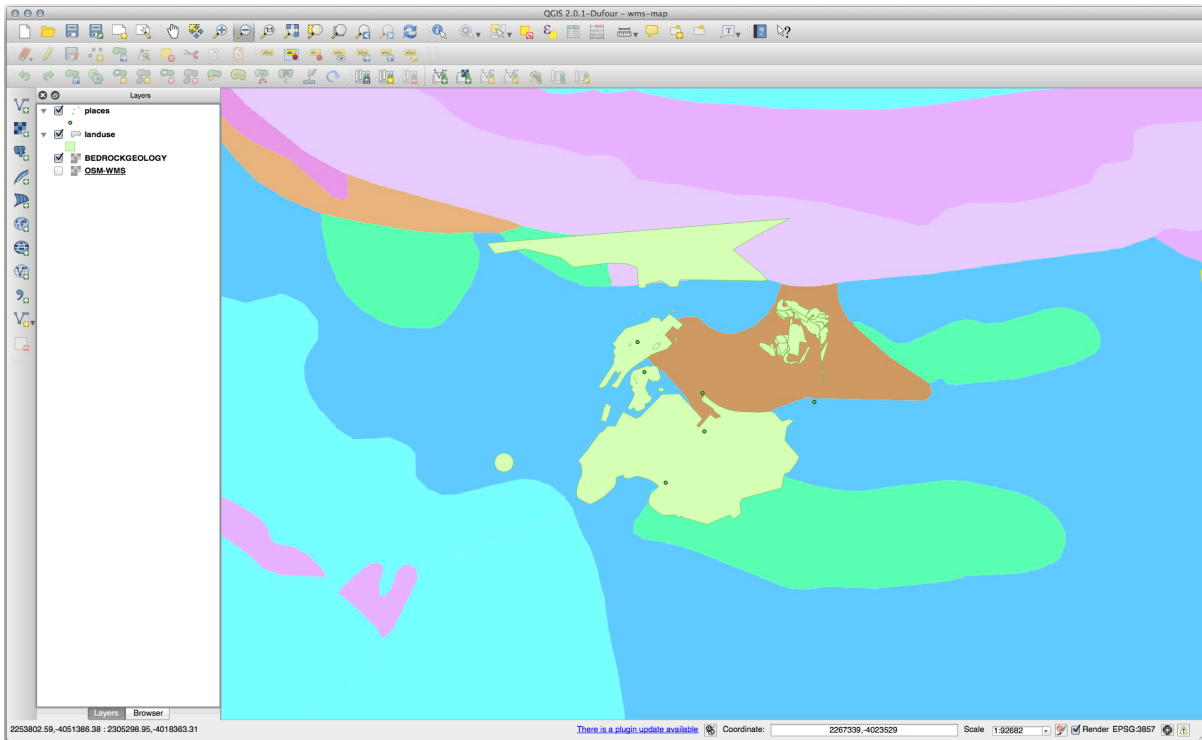 QGIS 2.0.1-Dufour - wms-map
Layers
places
landuse
BEDROCKGEOLOGY
OSM-WMS
Layers Browser
2253802.59,-4051386.38 : 2305298.95,-4018363.31 There is a plugin update available Coordinate: 2267339,-4023529 Scale 1:92682 Render EPSG:3857